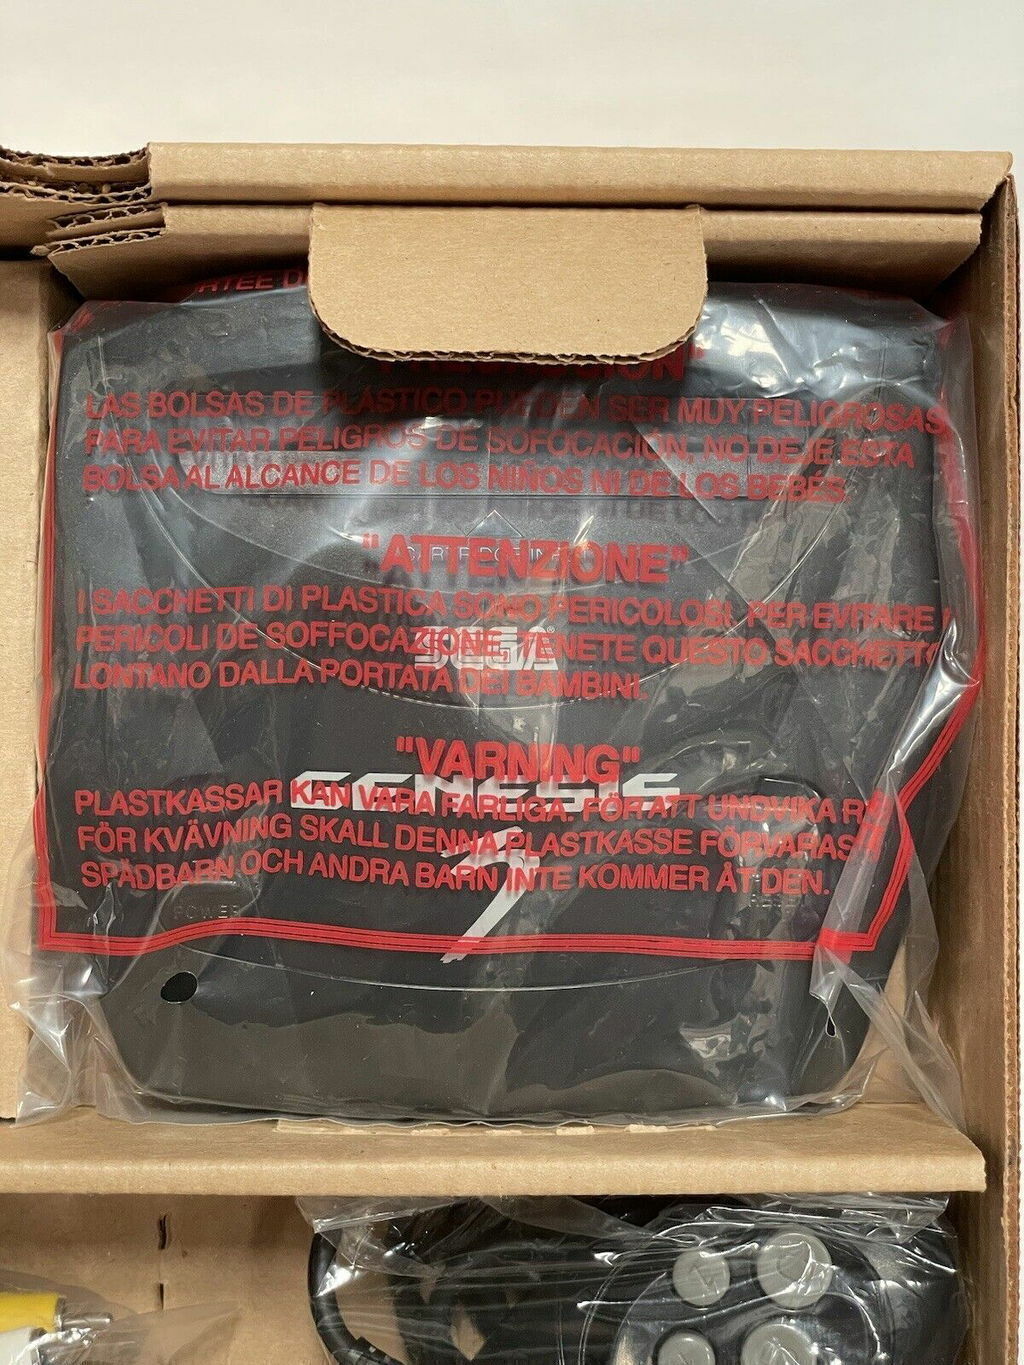 LAS BOLSAS DE PLÁSTICO PUEDEN SER MUY PELIGROSAS
PARA EVITAR PELIGROS DE SOFOCACIÓN, NO DEJE ESTA
BOLSA AL ALCANCE DE LOS NIÑOS NI DE LOS BEBÉS.
"ATTENZIONE"
I SACCHETTI DI PLASTICA SONO PERICOLOSI. PER EVITARE I
PERICOLI DE SOFFOCAZIONE, TENETE QUESTO SACCHETTO
LONTANO DALLA PORTATA DEI BAMBINI.
SEGA
"VARNING"
GENESIS
PLASTKASSAR KAN VARA FARLIGA. FÖR ATT UNDVIKA
FÖR KVÄVNING SKALL DENNA PLASTKASSE FÖRVARAS
SPÄDBARN OCH ANDRA BARN INTE KOMMER ÅT DEN.
3
POWER
RESET